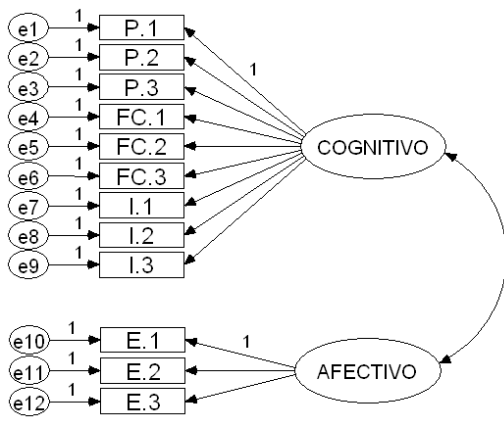 e1 1 P.1
e2 1 P.2
e3 1 P.3
1
e4 1 FC.1
e5 1 FC.2
COGNITIVO
e6 1 FC.3
e7 1 I.1
e8 1 I.2
e9 1 I.3
e10 1 E.1
1
e11 1 E.2
AFECTIVO
e12 1 E.3